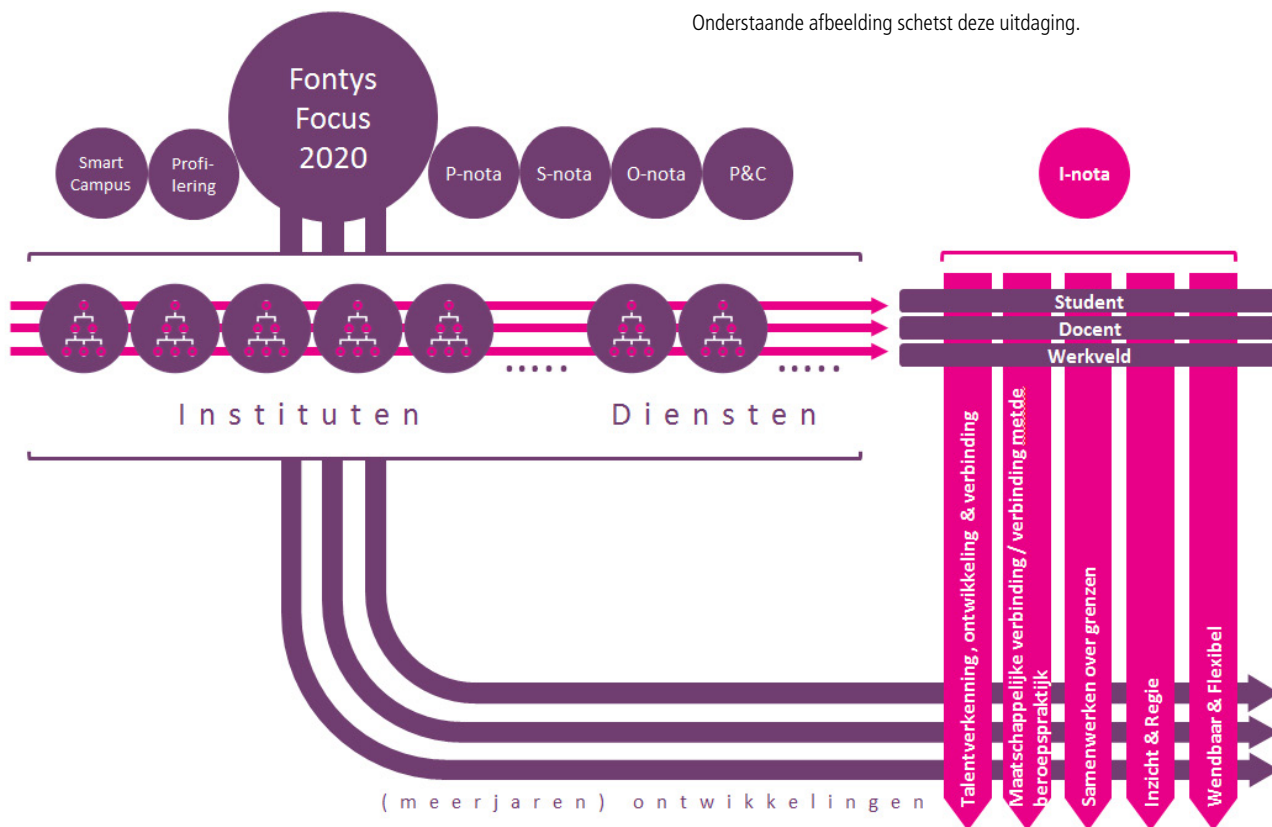 Onderstaande afbeelding schetst deze uitdaging.
Fontys
Focus
2020
Smart
Campus
Profi-
lering
P-nota
S-nota
O-nota
P&C
I-nota
Student
Docent
Werkveld
.....
.....
Instituten
Diensten
Talentverkenning, ontwikkeling & verbinding
Maatschappelijke verbinding / verbinding metde
beroepspraktijk
Samenwerken over grenzen
Inzicht & Regie
Wendbaar & Flexibel
(meerjaren) ontwikkelingen